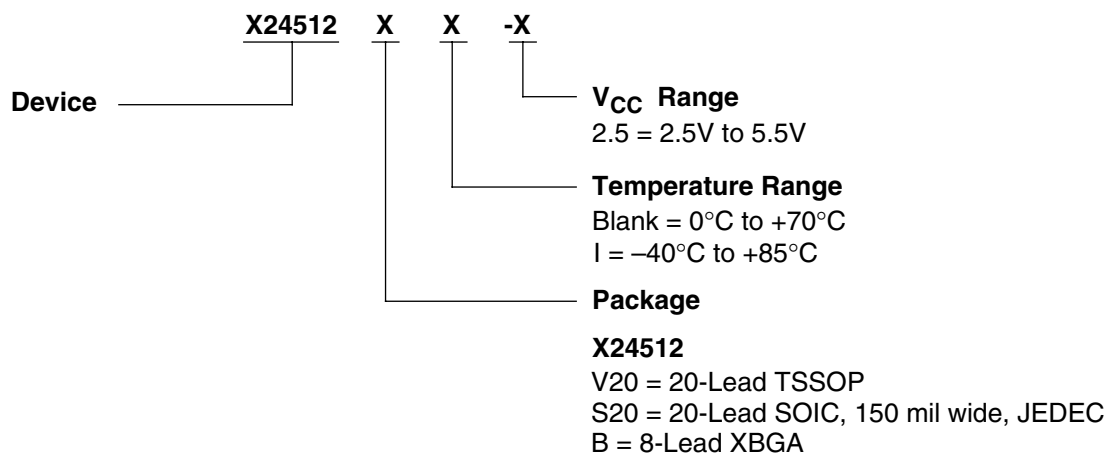 X24512 X X -X
Device
VCC Range
2.5 = 2.5V to 5.5V
Temperature Range
Blank = 0°C to +70°C
I = –40°C to +85°C
Package
X24512
V20 = 20-Lead TSSOP
S20 = 20-Lead SOIC, 150 mil wide, JEDEC
B = 8-Lead XBGA